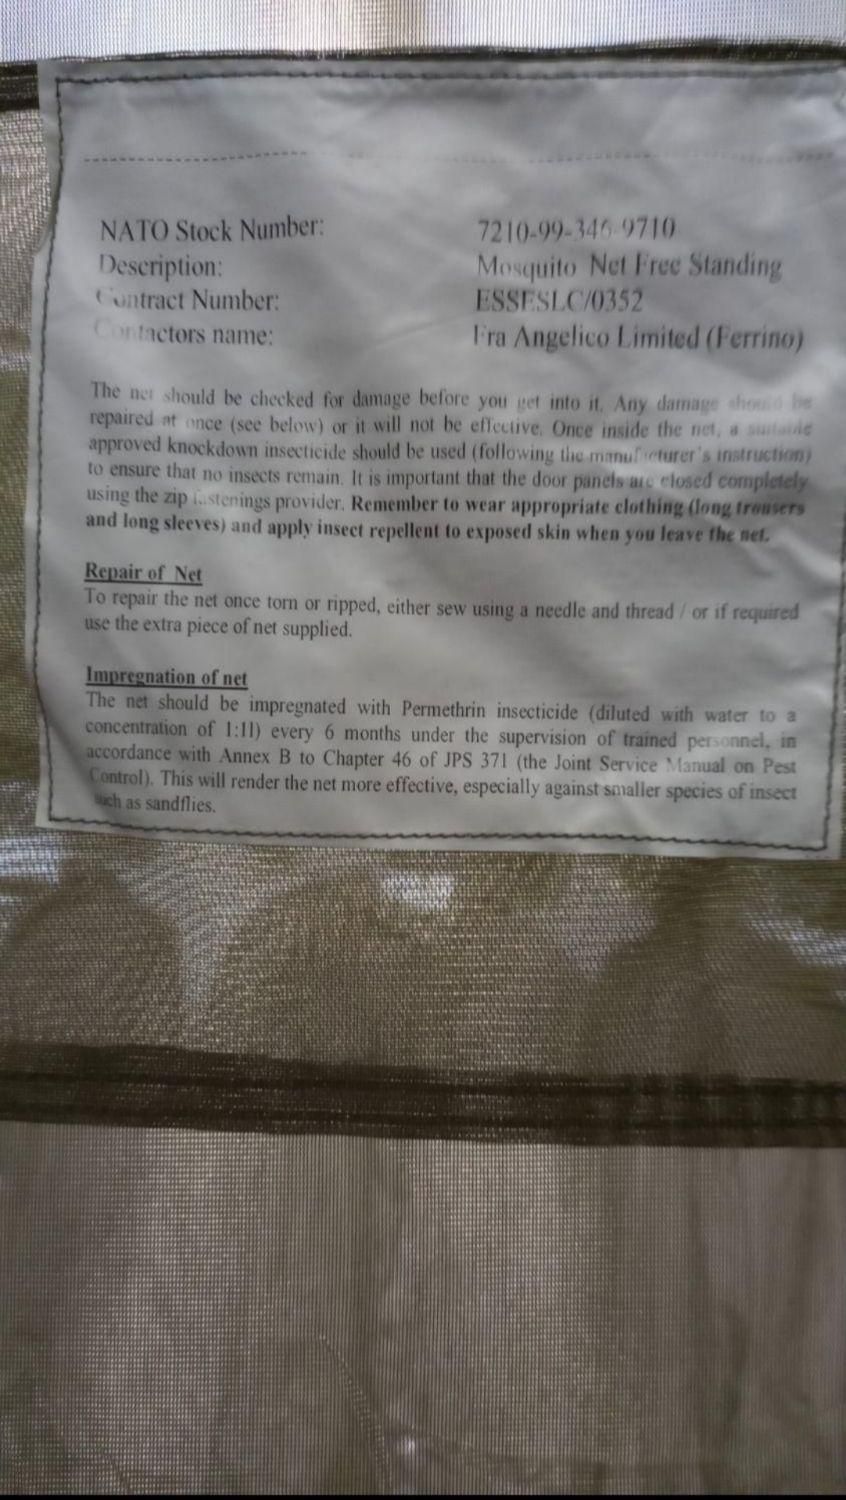 NATO Stock Number: 7210-99-346-9710
Description: Mosquito Net Free Standing
Contract Number: ESSESLC/0352
Contactors name: Fra Angelico Limited (Ferrino)
The net should be checked for damage before you get into it. Any damage should be
repaired at once (see below) or it will not be effective. Once inside the net, a suitable
approved knockdown insecticide should be used (following the manufacturer's instruction)
to ensure that no insects remain. It is important that the door panels are closed completely
using the zip fastenings provider. Remember to wear appropriate clothing (long trousers
and long sleeves) and apply insect repellent to exposed skin when you leave the net.
Repair of Net
To repair the net once torn or ripped, either sew using a needle and thread / or if required
use the extra piece of net supplied.
Impregnation of net
The net should be impregnated with Permethrin insecticide (diluted with water to a
concentration of 1:11) every 6 months under the supervision of trained personnel, in
accordance with Annex B to Chapter 46 of JPS 371 (the Joint Service Manual on Pest
Control). This will render the net more effective, especially against smaller species of insect
such as sandflies.